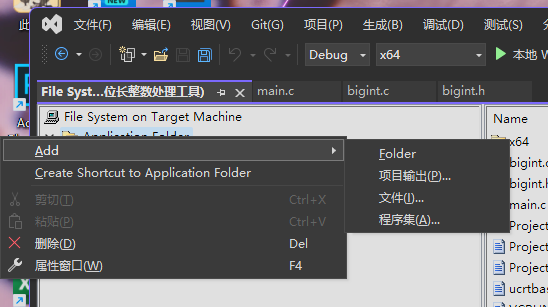 此
NEW
文件(F) 编辑(E) 视图(V) Git(G) 项目(P) 生成(B) 调试(D) 测试(S)
Debug x64 本地 W
File Syst...位长整数处理工具) main.c bigint.c bigint.h
File System on Target Machine
Application Folder
Name
Add
Create Shortcut to Application Folder
剪切(T) Ctrl+X
粘贴(P) Ctrl+V
删除(D) Del
属性窗口(W) F4
Folder
项目输出(P)...
文件(I)...
程序集(A)...
x64
bigint.c
bigint.h
main.c
Project
Project
Project
ucrtbas